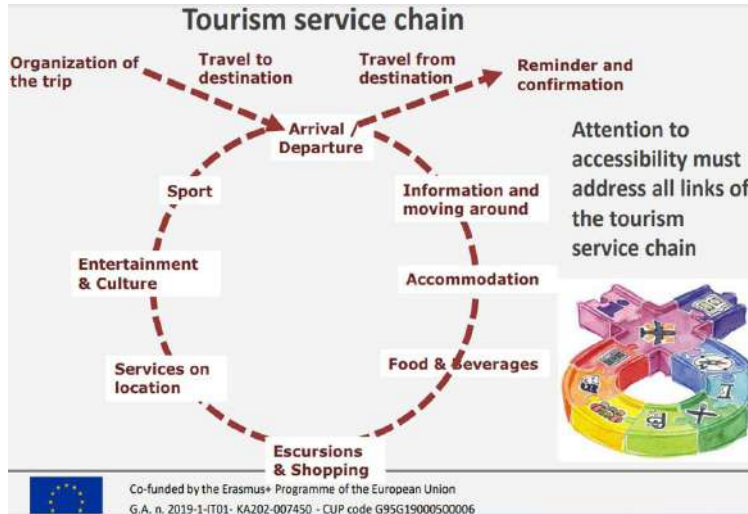 Tourism service chain
Organization of
the trip
Travel to
destination
Travel from
destination
Reminder and
confirmation
Arrival /
Departure
Attention to
accessibility must
address all links of
the tourism
service chain
Sport
Information and
moving around
Entertainment
& Culture
Accommodation
Services on
location
Food & Beverages
Escursions
& Shopping
Co-funded by the Erasmus+ Programme of the European Union
G.A. n. 2019-1-IT01- KA202-007450 - CUP code G95G19000500006